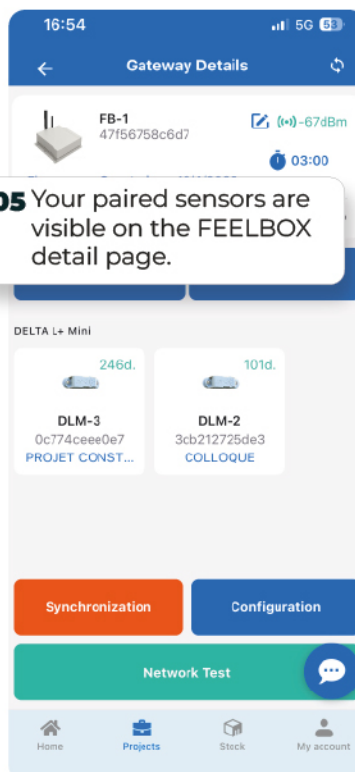 16:54 5G 53
Gateway Details
FB-1
47f56758c6d7
-67dBm
03:00
05 Your paired sensors are
visible on the FEELBOX
detail page.
DELTA L+ Mini
246d. 101d.
DLM-3 DLM-2
0c774ceee0e7 3cb212725de3
PROJET CONST... COLLOQUE
Synchronization Configuration
Network Test
Home Projects Stock My account